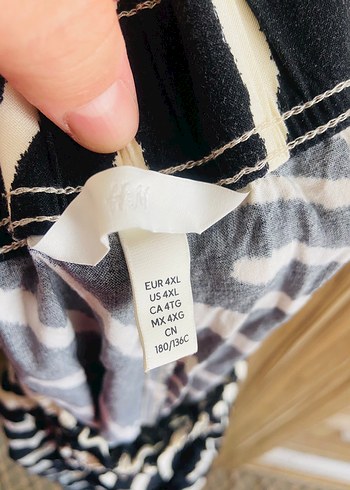 H&M
EUR 4XL
US 4XL
CA 4TG
MX 4XG
CN
180/136C